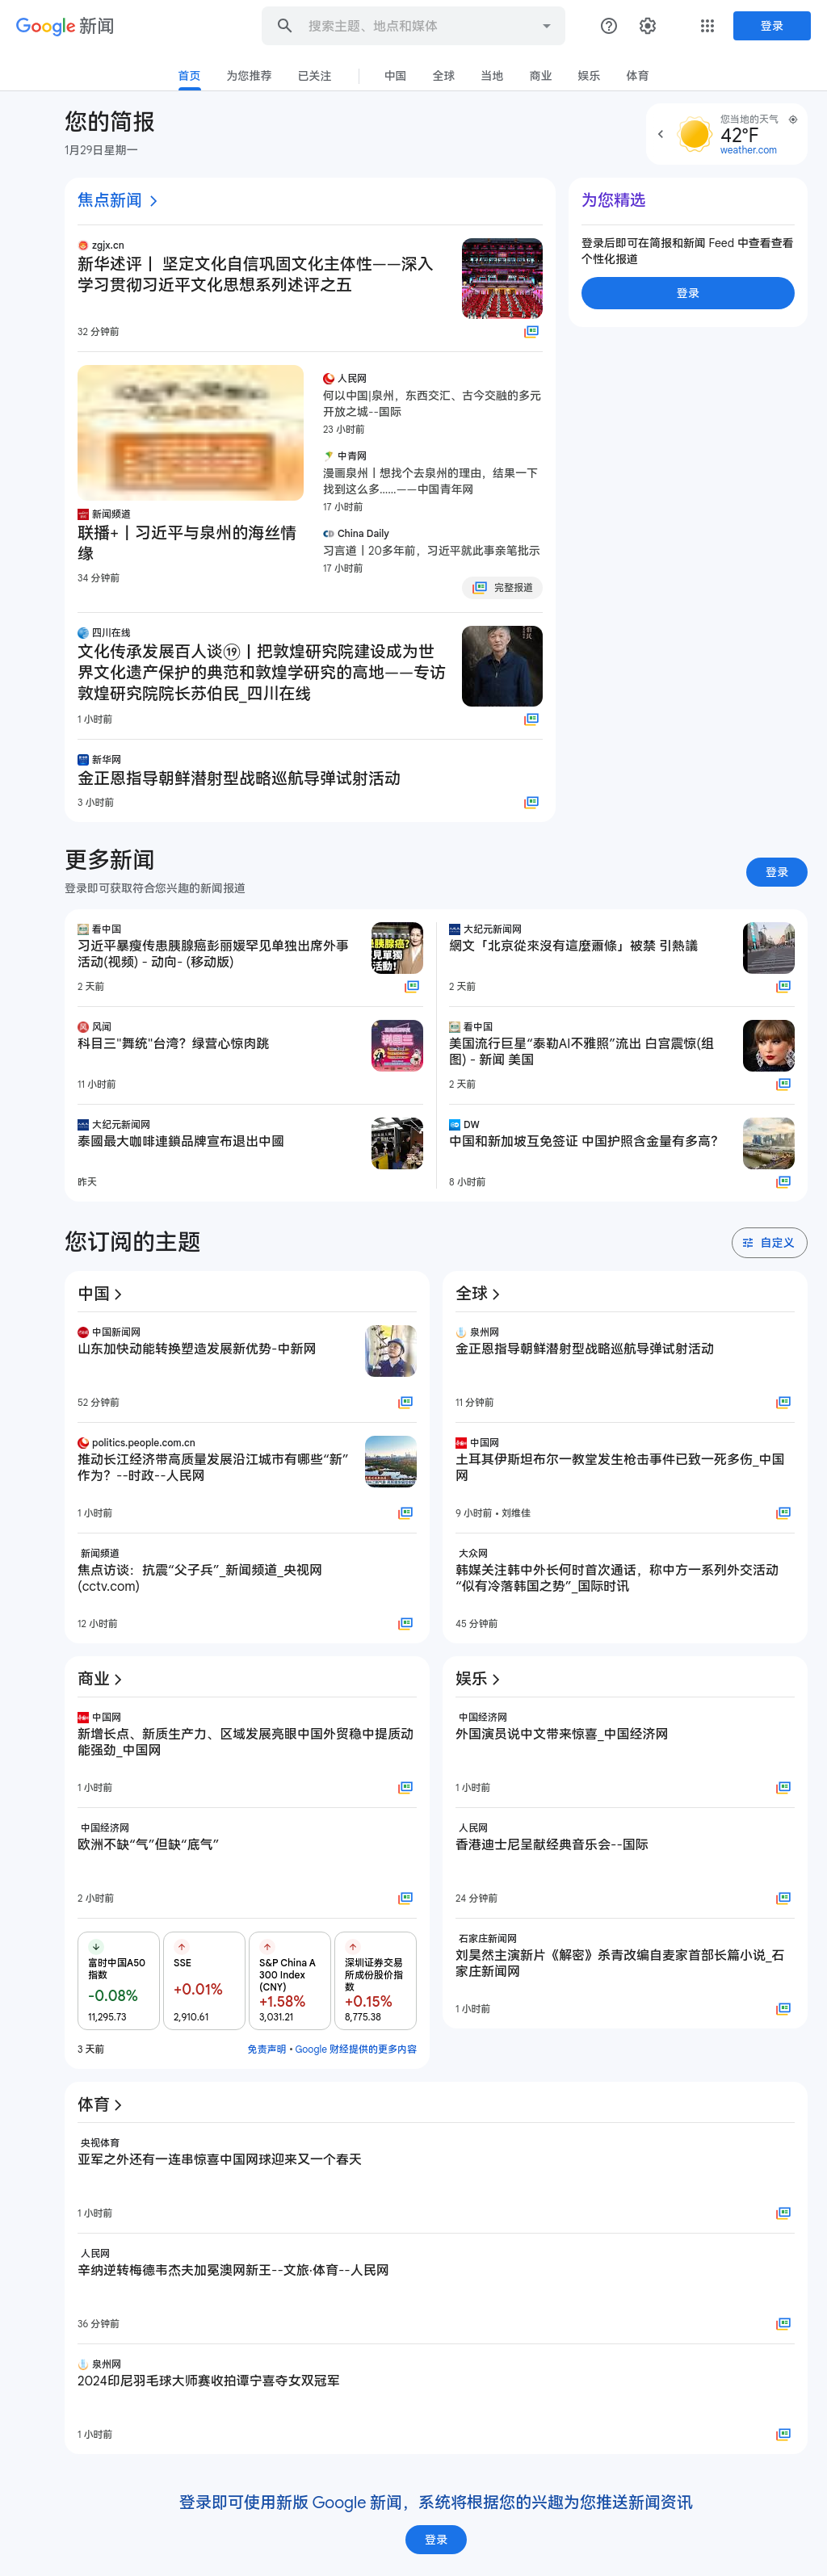 Google 新闻
搜索主题、地点和媒体
登录
首页
为您推荐
已关注
中国
全球
当地
商业
娱乐
体育
您的简报
1月29日星期一
您当地的天气
42°F
weather.com
焦点新闻
zgjx.cn
新华述评丨 坚定文化自信巩固文化主体性——深入
学习贯彻习近平文化思想系列述评之五
32 分钟前
为您精选
登录后即可在简报和新闻 Feed 中查看查看
个性化报道
登录
新闻频道
联播+丨习近平与泉州的海丝情
缘
34 分钟前
人民网
何以中国|泉州，东西交汇、古今交融的多元
开放之城--国际
23 小时前
中青网
漫画泉州丨想找个去泉州的理由，结果一下
找到这么多……——中国青年网
17 小时前
China Daily
习言道丨20多年前，习近平就此事亲笔批示
17 小时前
完整报道
四川在线
文化传承发展百人谈⑲丨把敦煌研究院建设成为世
界文化遗产保护的典范和敦煌学研究的高地——专访
敦煌研究院院长苏伯民_四川在线
1 小时前
新华网
金正恩指导朝鲜潜射型战略巡航导弹试射活动
3 小时前
更多新闻
登录即可获取符合您兴趣的新闻报道
登录
看中国
习近平暴瘦传患胰腺癌彭丽媛罕见单独出席外事
活动(视频) - 动向- (移动版)
2 天前
大纪元新闻网
網文「北京從來沒有這麼蕭條」被禁 引熱議
2 天前
风闻
科目三"舞统"台湾？绿营心惊肉跳
11 小时前
看中国
美国流行巨星“泰勒AI不雅照”流出 白宫震惊(组
图) - 新闻 美国
2 天前
大纪元新闻网
泰國最大咖啡連鎖品牌宣布退出中國
昨天
DW
中国和新加坡互免签证 中国护照含金量有多高？
8 小时前
您订阅的主题
自定义
中国
中国新闻网
山东加快动能转换塑造发展新优势-中新网
52 分钟前
politics.people.com.cn
推动长江经济带高质量发展沿江城市有哪些“新”
作为？--时政--人民网
1 小时前
新闻频道
焦点访谈：抗震“父子兵”_新闻频道_央视网
(cctv.com)
12 小时前
全球
泉州网
金正恩指导朝鲜潜射型战略巡航导弹试射活动
11 分钟前
中国网
土耳其伊斯坦布尔一教堂发生枪击事件已致一死多伤_中国
网
9 小时前 • 刘维佳
大众网
韩媒关注韩中外长何时首次通话，称中方一系列外交活动
“似有冷落韩国之势”_国际时讯
45 分钟前
商业
中国网
新增长点、新质生产力、区域发展亮眼中国外贸稳中提质动
能强劲_中国网
1 小时前
中国经济网
欧洲不缺“气”但缺“底气”
2 小时前
富时中国A50
指数
-0.08%
11,295.73
SSE
+0.01%
2,910.61
S&P China A
300 Index
(CNY)
+1.58%
3,031.21
深圳证券交易
所成份股价指
数
+0.15%
8,775.38
3 天前
免责声明 • Google 财经提供的更多内容
娱乐
中国经济网
外国演员说中文带来惊喜_中国经济网
1 小时前
人民网
香港迪士尼呈献经典音乐会--国际
24 分钟前
石家庄新闻网
刘昊然主演新片《解密》杀青改编自麦家首部长篇小说_石
家庄新闻网
1 小时前
体育
央视体育
亚军之外还有一连串惊喜中国网球迎来又一个春天
1 小时前
人民网
辛纳逆转梅德韦杰夫加冕澳网新王--文旅·体育--人民网
36 分钟前
泉州网
2024印尼羽毛球大师赛收拍谭宁喜夺女双冠军
1 小时前
登录即可使用新版 Google 新闻，系统将根据您的兴趣为您推送新闻资讯
登录